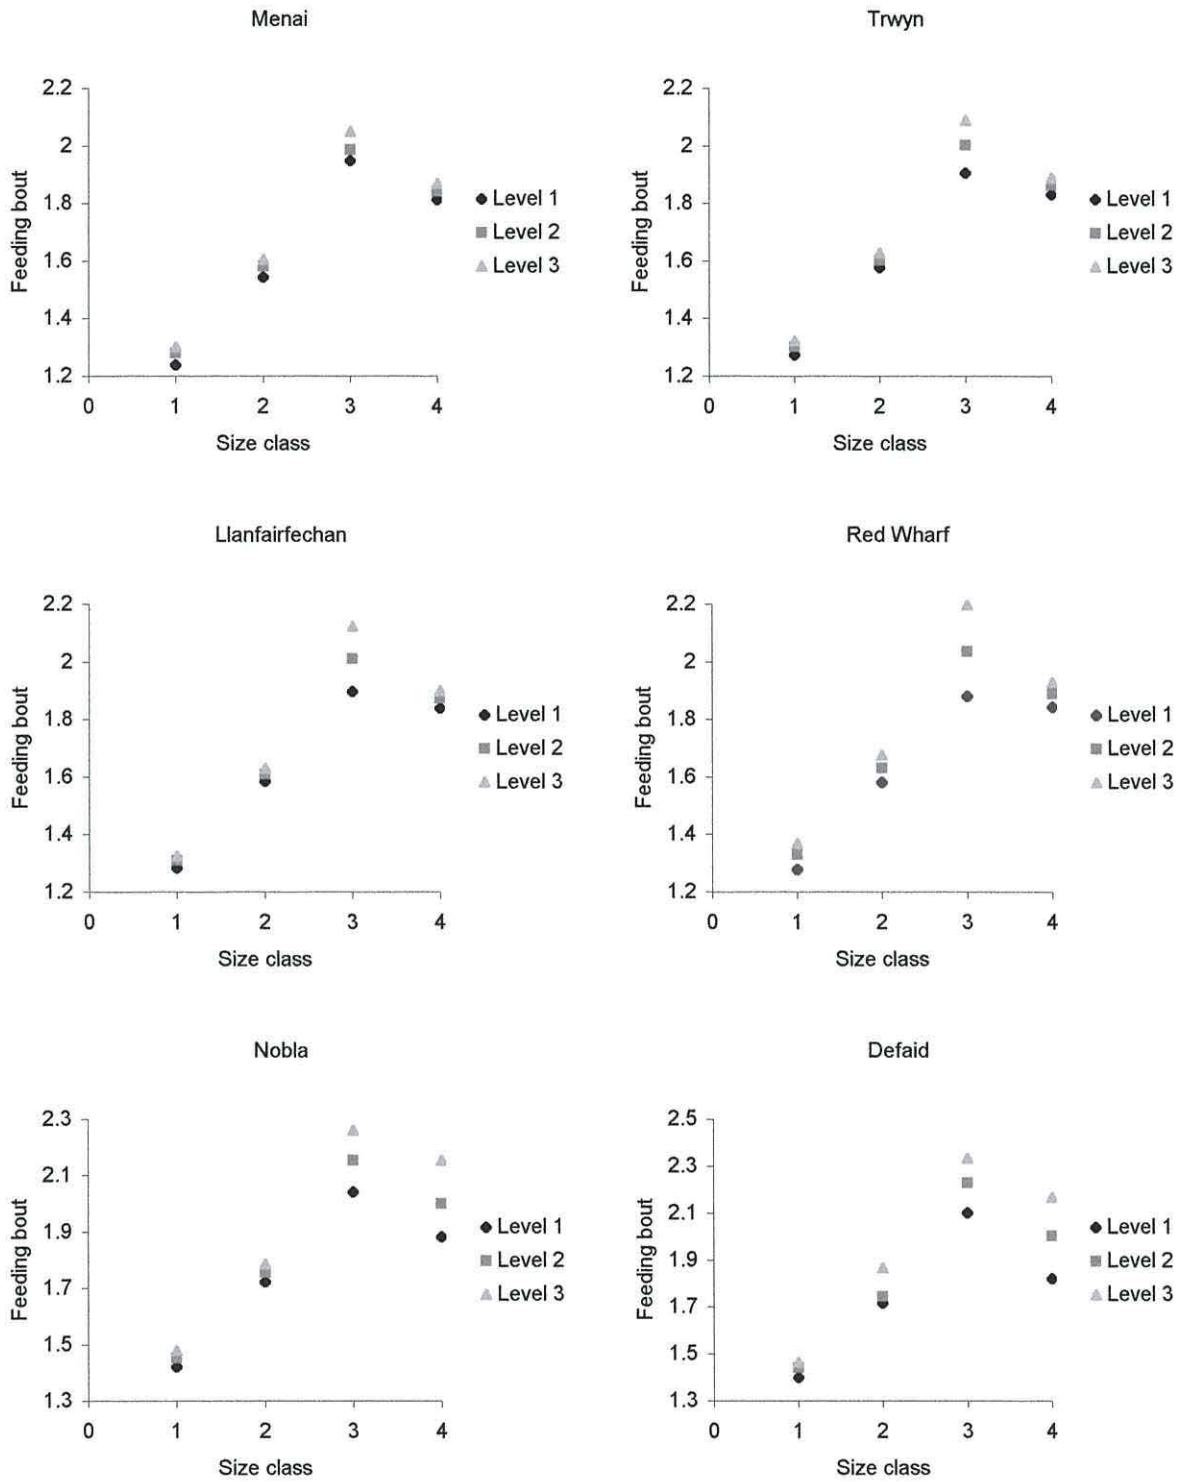 Menai
2.2
2
1.8
1.6
1.4
1.2
0 1 2 3 4
Feeding bout
Size class
Level 1
Level 2
Level 3
Trwyn
2.2
2
1.8
1.6
1.4
1.2
0 1 2 3 4
Feeding bout
Size class
Level 1
Level 2
Level 3
Llanfairfechan
2.2
2
1.8
1.6
1.4
1.2
0 1 2 3 4
Feeding bout
Size class
Level 1
Level 2
Level 3
Red Wharf
2.2
2
1.8
1.6
1.4
1.2
0 1 2 3 4
Feeding bout
Size class
Level 1
Level 2
Level 3
Nobla
2.3
2.1
1.9
1.7
1.5
1.3
0 1 2 3 4
Feeding bout
Size class
Level 1
Level 2
Level 3
Defaid
2.5
2.3
2.1
1.9
1.7
1.5
1.3
0 1 2 3 4
Feeding bout
Size class
Level 1
Level 2
Level 3